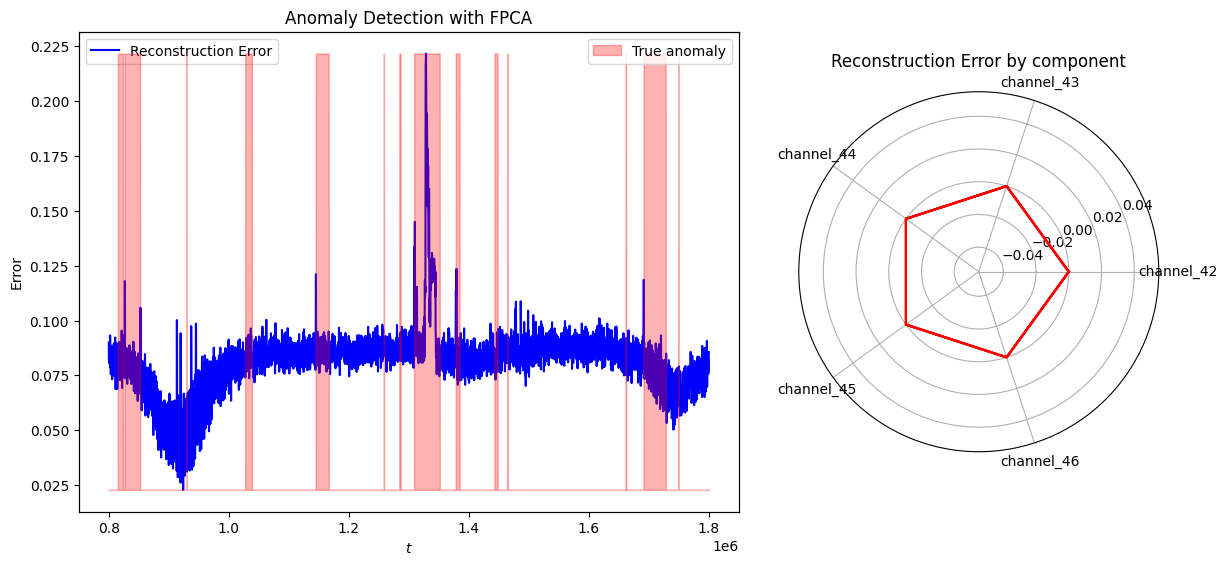 Anomaly Detection with FPCA
Reconstruction Error
True anomaly
Error
0.225
0.200
0.175
0.150
0.125
0.100
0.075
0.050
0.025
0.8
1.0
1.2
1.4
1.6
1.8
1e6
t
Reconstruction Error by component
channel_43
channel_44
channel_42
channel_45
channel_46
0.04
0.02
0.00
−0.02
−0.04